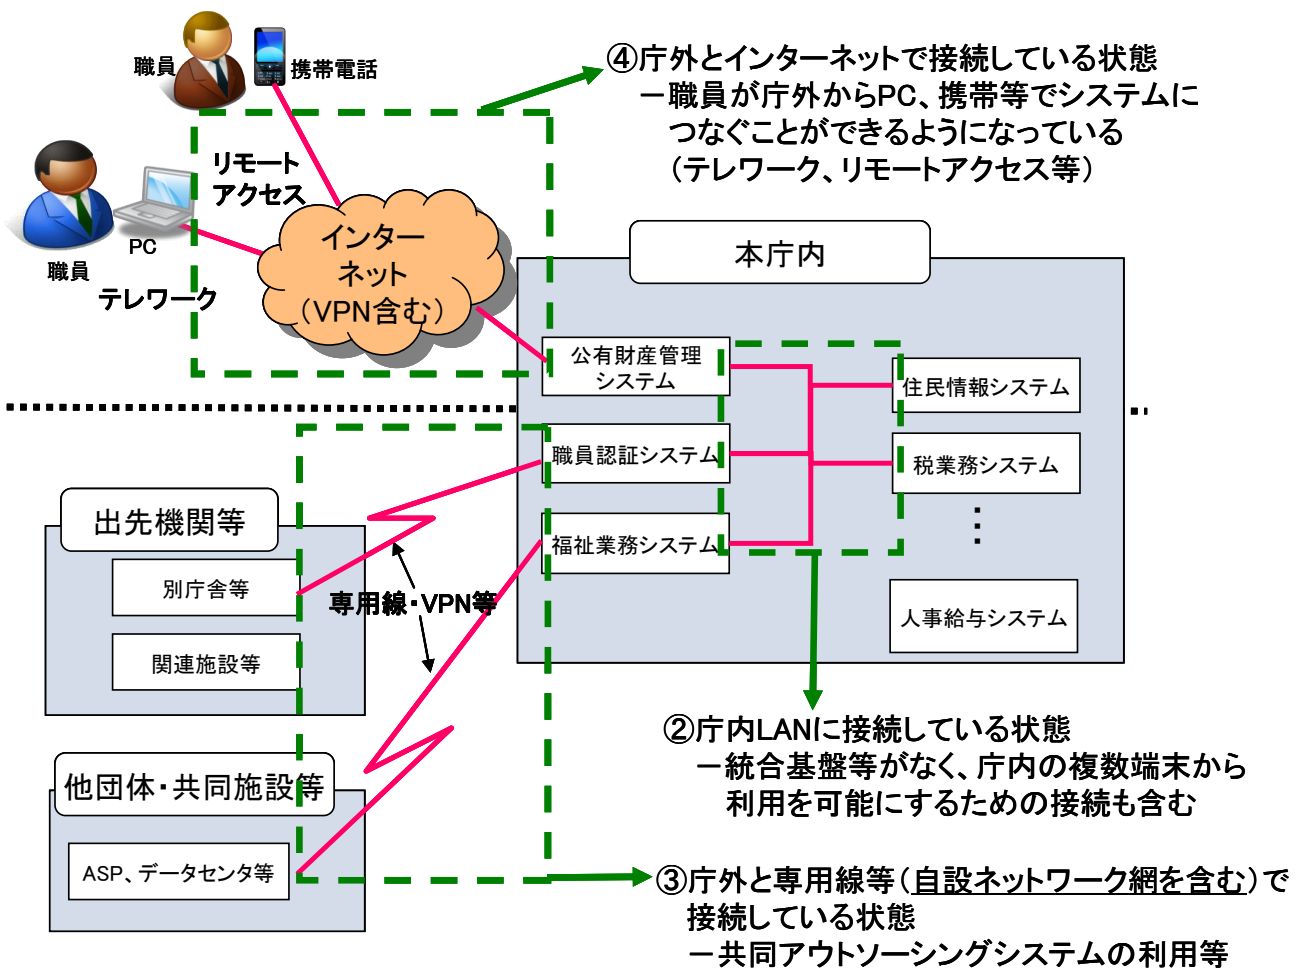 職員
携帯電話
④庁外とインターネットで接続している状態
－職員が庁外からPC、携帯等でシステムに
つなぐことができるようになっている
（テレワーク、リモートアクセス等）
リモート
アクセス
PC
職員
テレワーク
インター
ネット
（VPN含む）
本庁内
公有財産管理
システム
住民情報システム
職員認証システム
税業務システム
福祉業務システム
⋮
人事給与システム
出先機関等
別庁舎等
関連施設等
専用線・VPN等
他団体・共同施設等
ASP、データセンタ等
②庁内LANに接続している状態
－統合基盤等がなく、庁内の複数端末から
利用を可能にするための接続も含む
③庁外と専用線等（自設ネットワーク網を含む）で
接続している状態
－共同アウトソーシングシステムの利用等